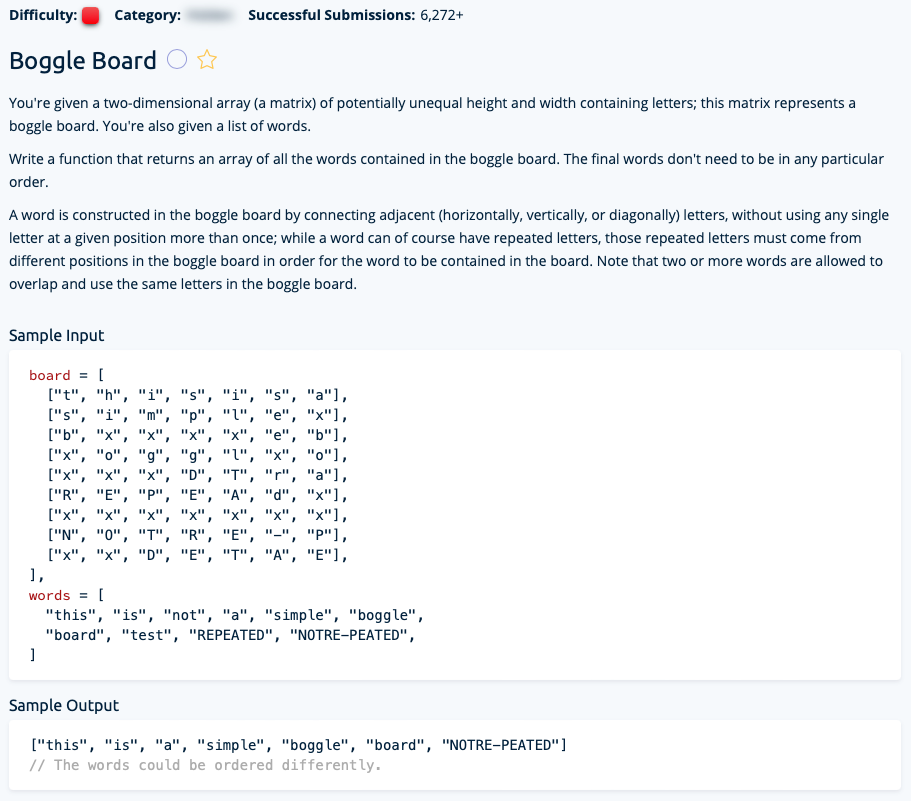 Difficulty: Category: Successful Submissions: 6,272+
Boggle Board
You're given a two-dimensional array (a matrix) of potentially unequal height and width containing letters; this matrix represents a
boggle board. You're also given a list of words.
Write a function that returns an array of all the words contained in the boggle board. The final words don't need to be in any particular
order.
A word is constructed in the boggle board by connecting adjacent (horizontally, vertically, or diagonally) letters, without using any single
letter at a given position more than once; while a word can of course have repeated letters, those repeated letters must come from
different positions in the boggle board in order for the word to be contained in the board. Note that two or more words are allowed to
overlap and use the same letters in the boggle board.
Sample Input
board = [
["t", "h", "i", "s", "i", "s", "a"],
["s", "i", "m", "p", "l", "e", "x"],
["b", "x", "x", "x", "x", "e", "b"],
["x", "o", "g", "g", "l", "x", "o"],
["x", "x", "x", "D", "T", "r", "a"],
["R", "E", "P", "E", "A", "d", "x"],
["x", "x", "x", "x", "x", "x", "x"],
["N", "O", "T", "R", "E", "-", "P"],
["x", "x", "D", "E", "T", "A", "E"],
],
words = [
"this", "is", "not", "a", "simple", "boggle",
"board", "test", "REPEATED", "NOTRE-PEATED",
]
Sample Output
["this", "is", "a", "simple", "boggle", "board", "NOTRE-PEATED"]
// The words could be ordered differently.